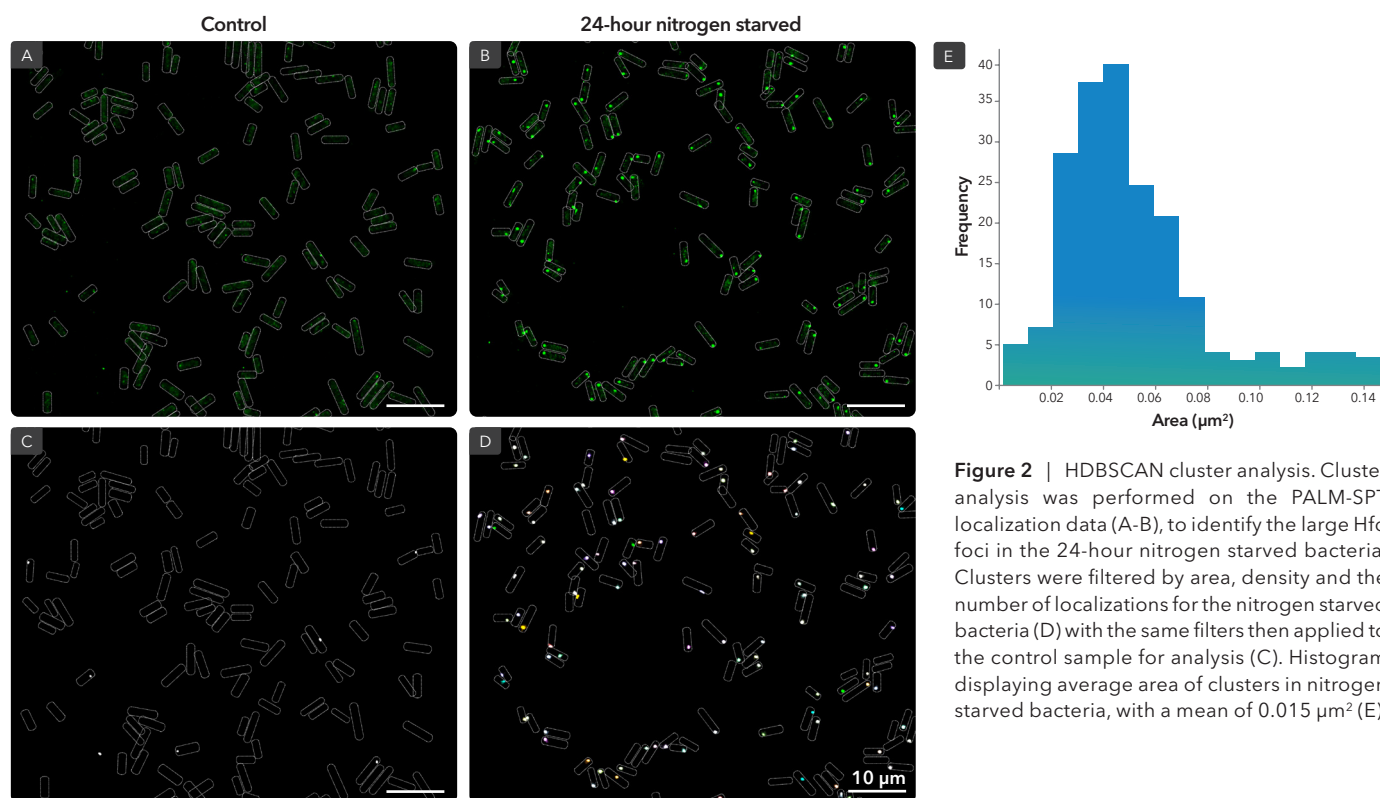 Control
24-hour nitrogen starved
A
B
C
D
10 µm
E
Frequency
40
35
30
25
20
15
10
5
0
0.02 0.04 0.06 0.08 0.10 0.12 0.14
Area (µm²)
Figure 2 | HDBSCAN cluster analysis. Cluster
analysis was performed on the PALM-SPT
localization data (A-B), to identify the large Hfq
foci in the 24-hour nitrogen starved bacteria
Clusters were filtered by area, density and the
number of localizations for the nitrogen starved
bacteria (D) with the same filters then applied to
the control sample for analysis (C). Histogram
displaying average area of clusters in nitrogen
starved bacteria, with a mean of 0.015 µm² (E)